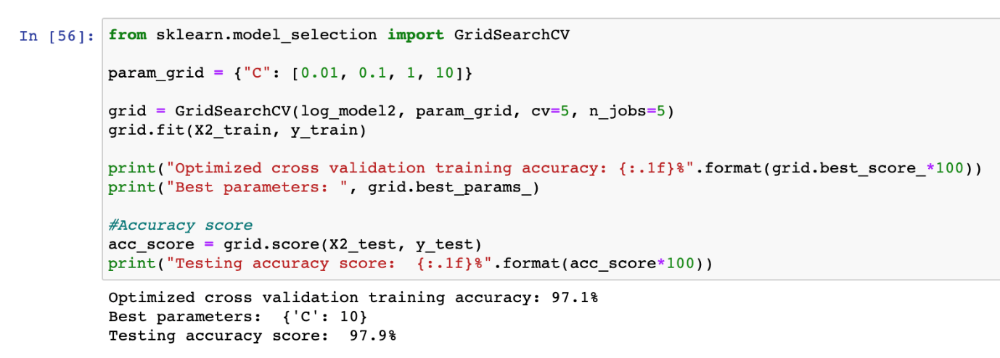 In [56]: from sklearn.model_selection import GridSearchCV
param_grid = {"C": [0.01, 0.1, 1, 10]}
grid = GridSearchCV(log_model2, param_grid, cv=5, n_jobs=5)
grid.fit(X2_train, y_train)
print("Optimized cross validation training accuracy: {:.1f}%".format(grid.best_score_*100))
print("Best parameters: ", grid.best_params_)
#Accuracy score
acc_score = grid.score(X2_test, y_test)
print("Testing accuracy score:  {:.1f}%".format(acc_score*100))
Optimized cross validation training accuracy: 97.1%
Best parameters:  {'C': 10}
Testing accuracy score:  97.9%